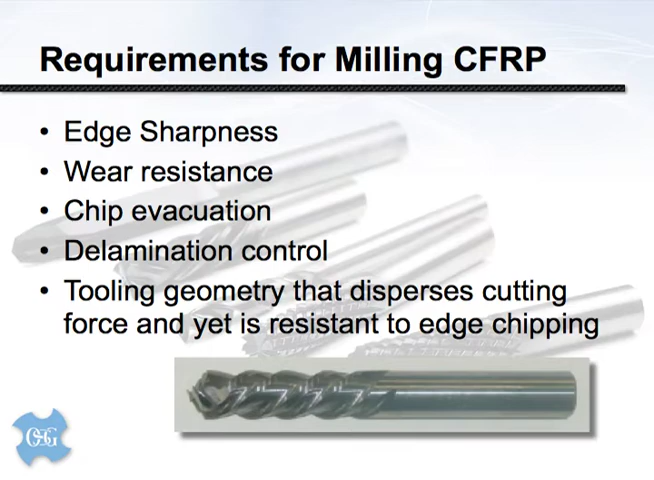 Requirements for Milling CFRP
• Edge Sharpness
• Wear resistance
• Chip evacuation
• Delamination control
• Tooling geometry that disperses cutting
force and yet is resistant to edge chipping
OSG